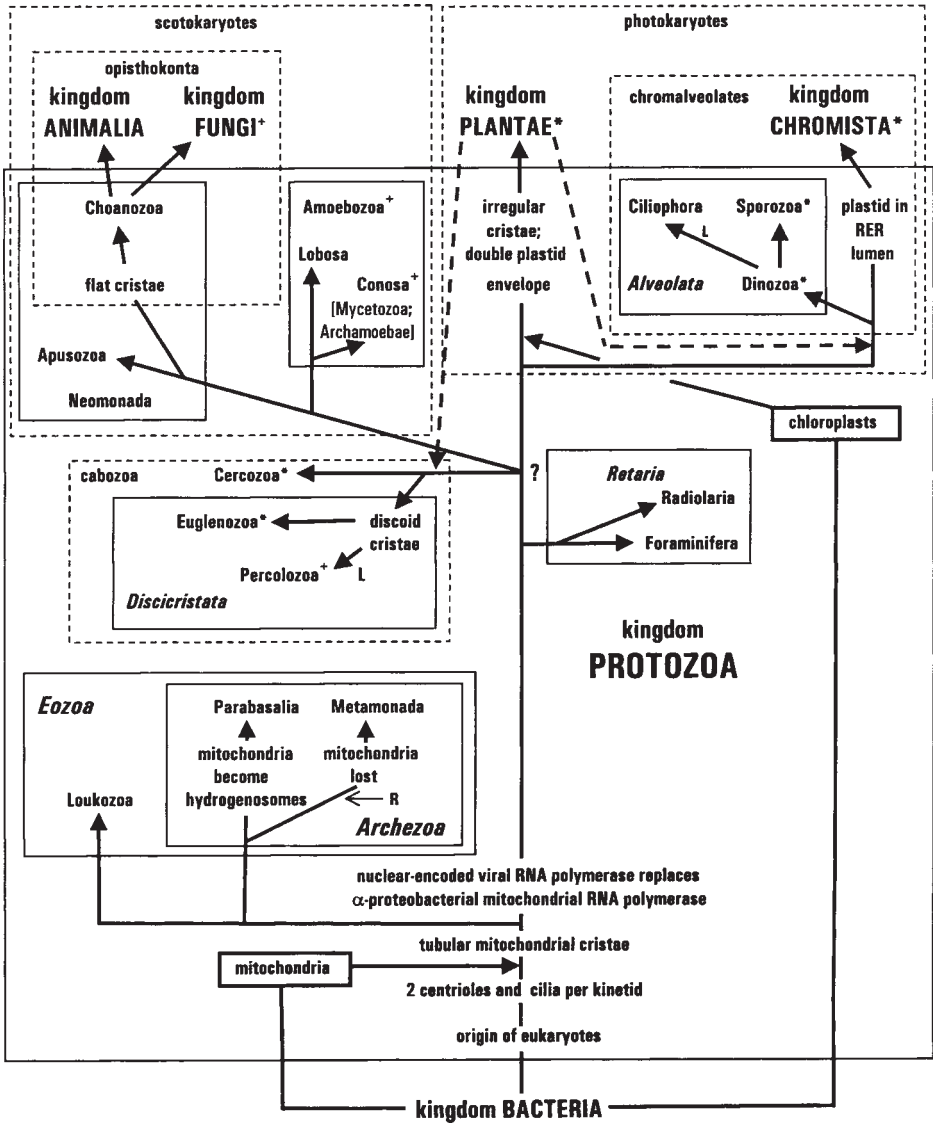 scotokaryotes
photokaryotes
opisthokonta
kingdom
ANIMALIA
kingdom
FUNGI+
kingdom
PLANTAE*
chromalveolates
kingdom
CHROMISTA*
Choanozoa
flat cristae
Apusozoa
Neomonada
Amoebozoa+
Lobosa
Conosa+
[Mycetozoa;
Archamoebae]
irregular
cristae;
double plastid
envelope
Ciliophora
L
Sporozoa*
Alveolata
Dinozoa*
plastid in
RER
lumen
chloroplasts
cabozoa
Cercozoa*
?
Euglenozoa*
discoid
cristae
Percolozoa+
L
Discicristata
Retaria
Radiolaria
Foraminifera
kingdom
PROTOZOA
Eozoa
Loukozoa
Parabasalia
mitochondria
become
hydrogenosomes
Metamonada
mitochondria
lost
R
Archezoa
nuclear-encoded viral RNA polymerase replaces
α-proteobacterial mitochondrial RNA polymerase
tubular mitochondrial cristae
mitochondria
2 centrioles and cilia per kinetid
origin of eukaryotes
kingdom BACTERIA